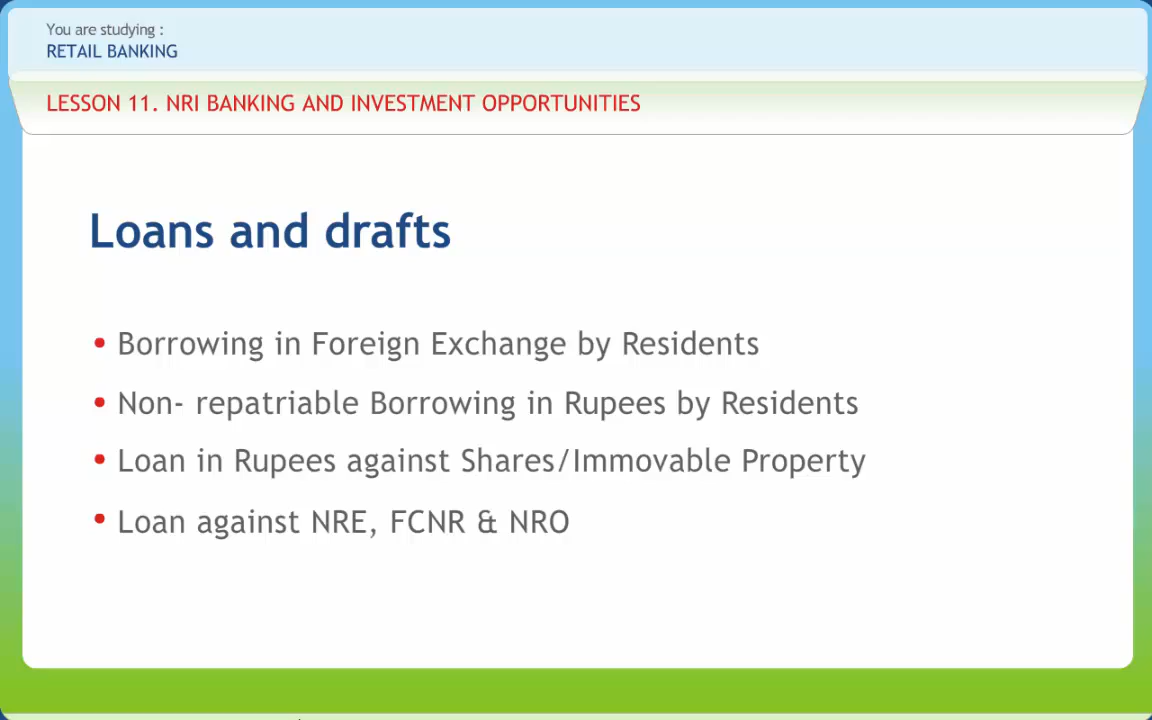 You are studying :
RETAIL BANKING
LESSON 11. NRI BANKING AND INVESTMENT OPPORTUNITIES
Loans and drafts
• Borrowing in Foreign Exchange by Residents
• Non- repatriable Borrowing in Rupees by Residents
• Loan in Rupees against Shares/Immovable Property
• Loan against NRE, FCNR & NRO